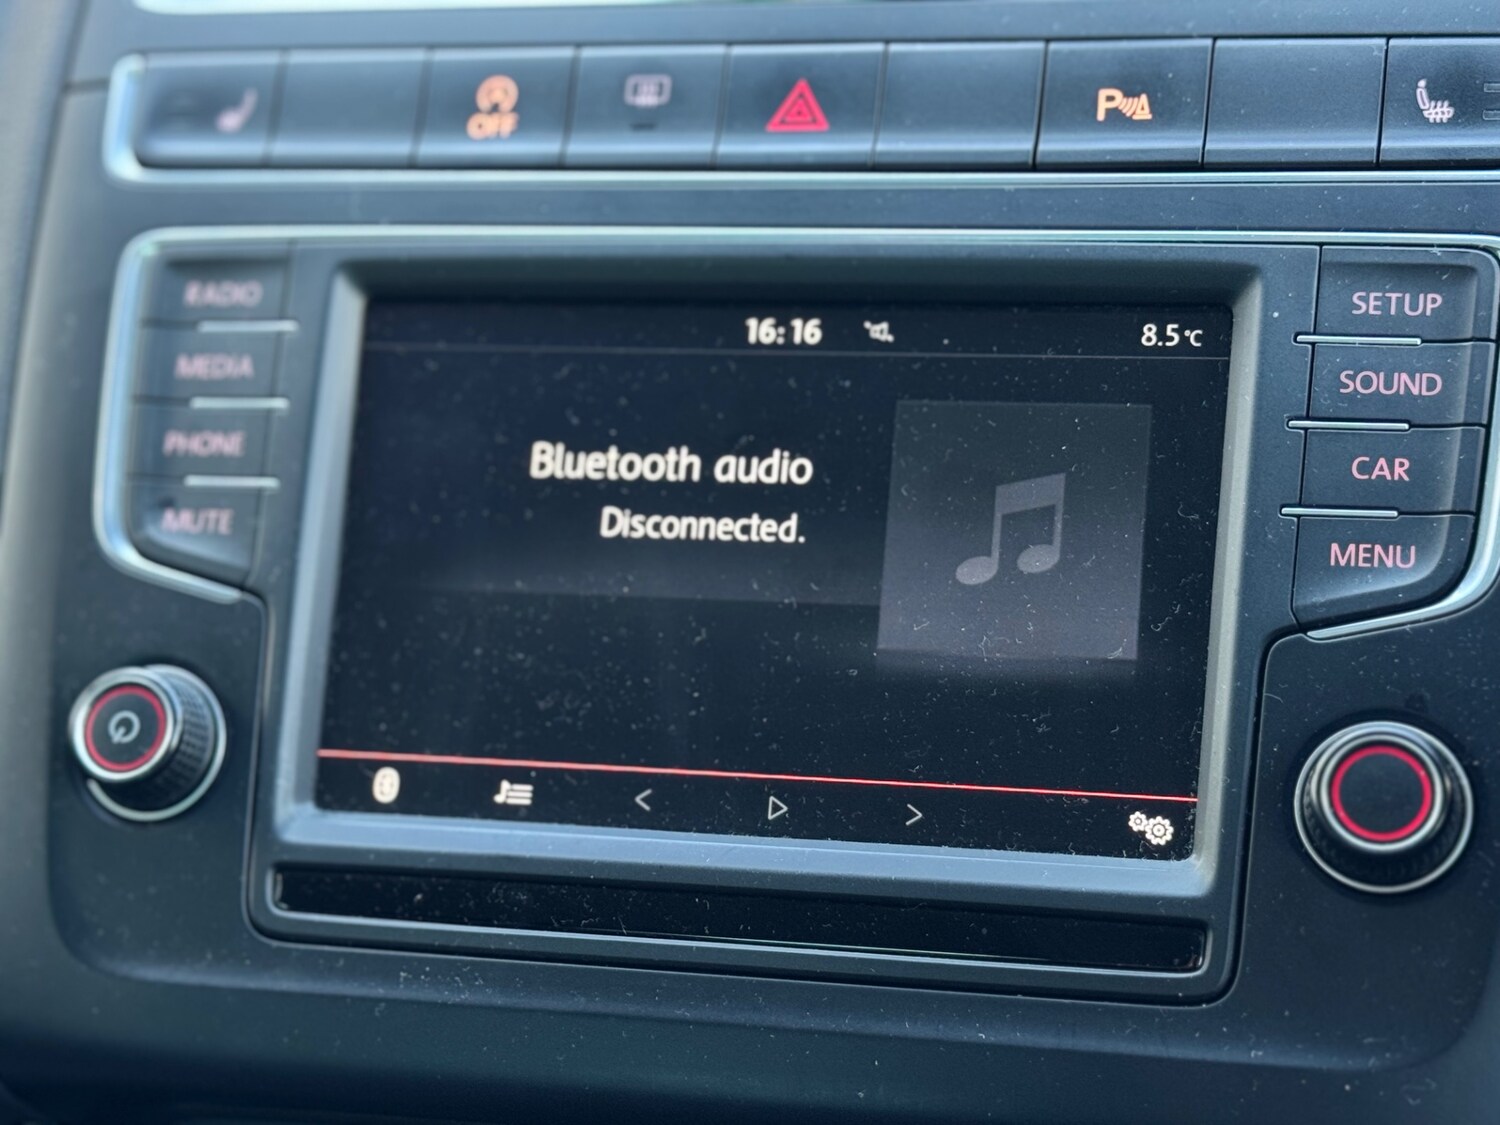 OFF
P
RADIO
MEDIA
PHONE
MUTE
16:16
8.5°C
Bluetooth audio
Disconnected.
SETUP
SOUND
CAR
MENU